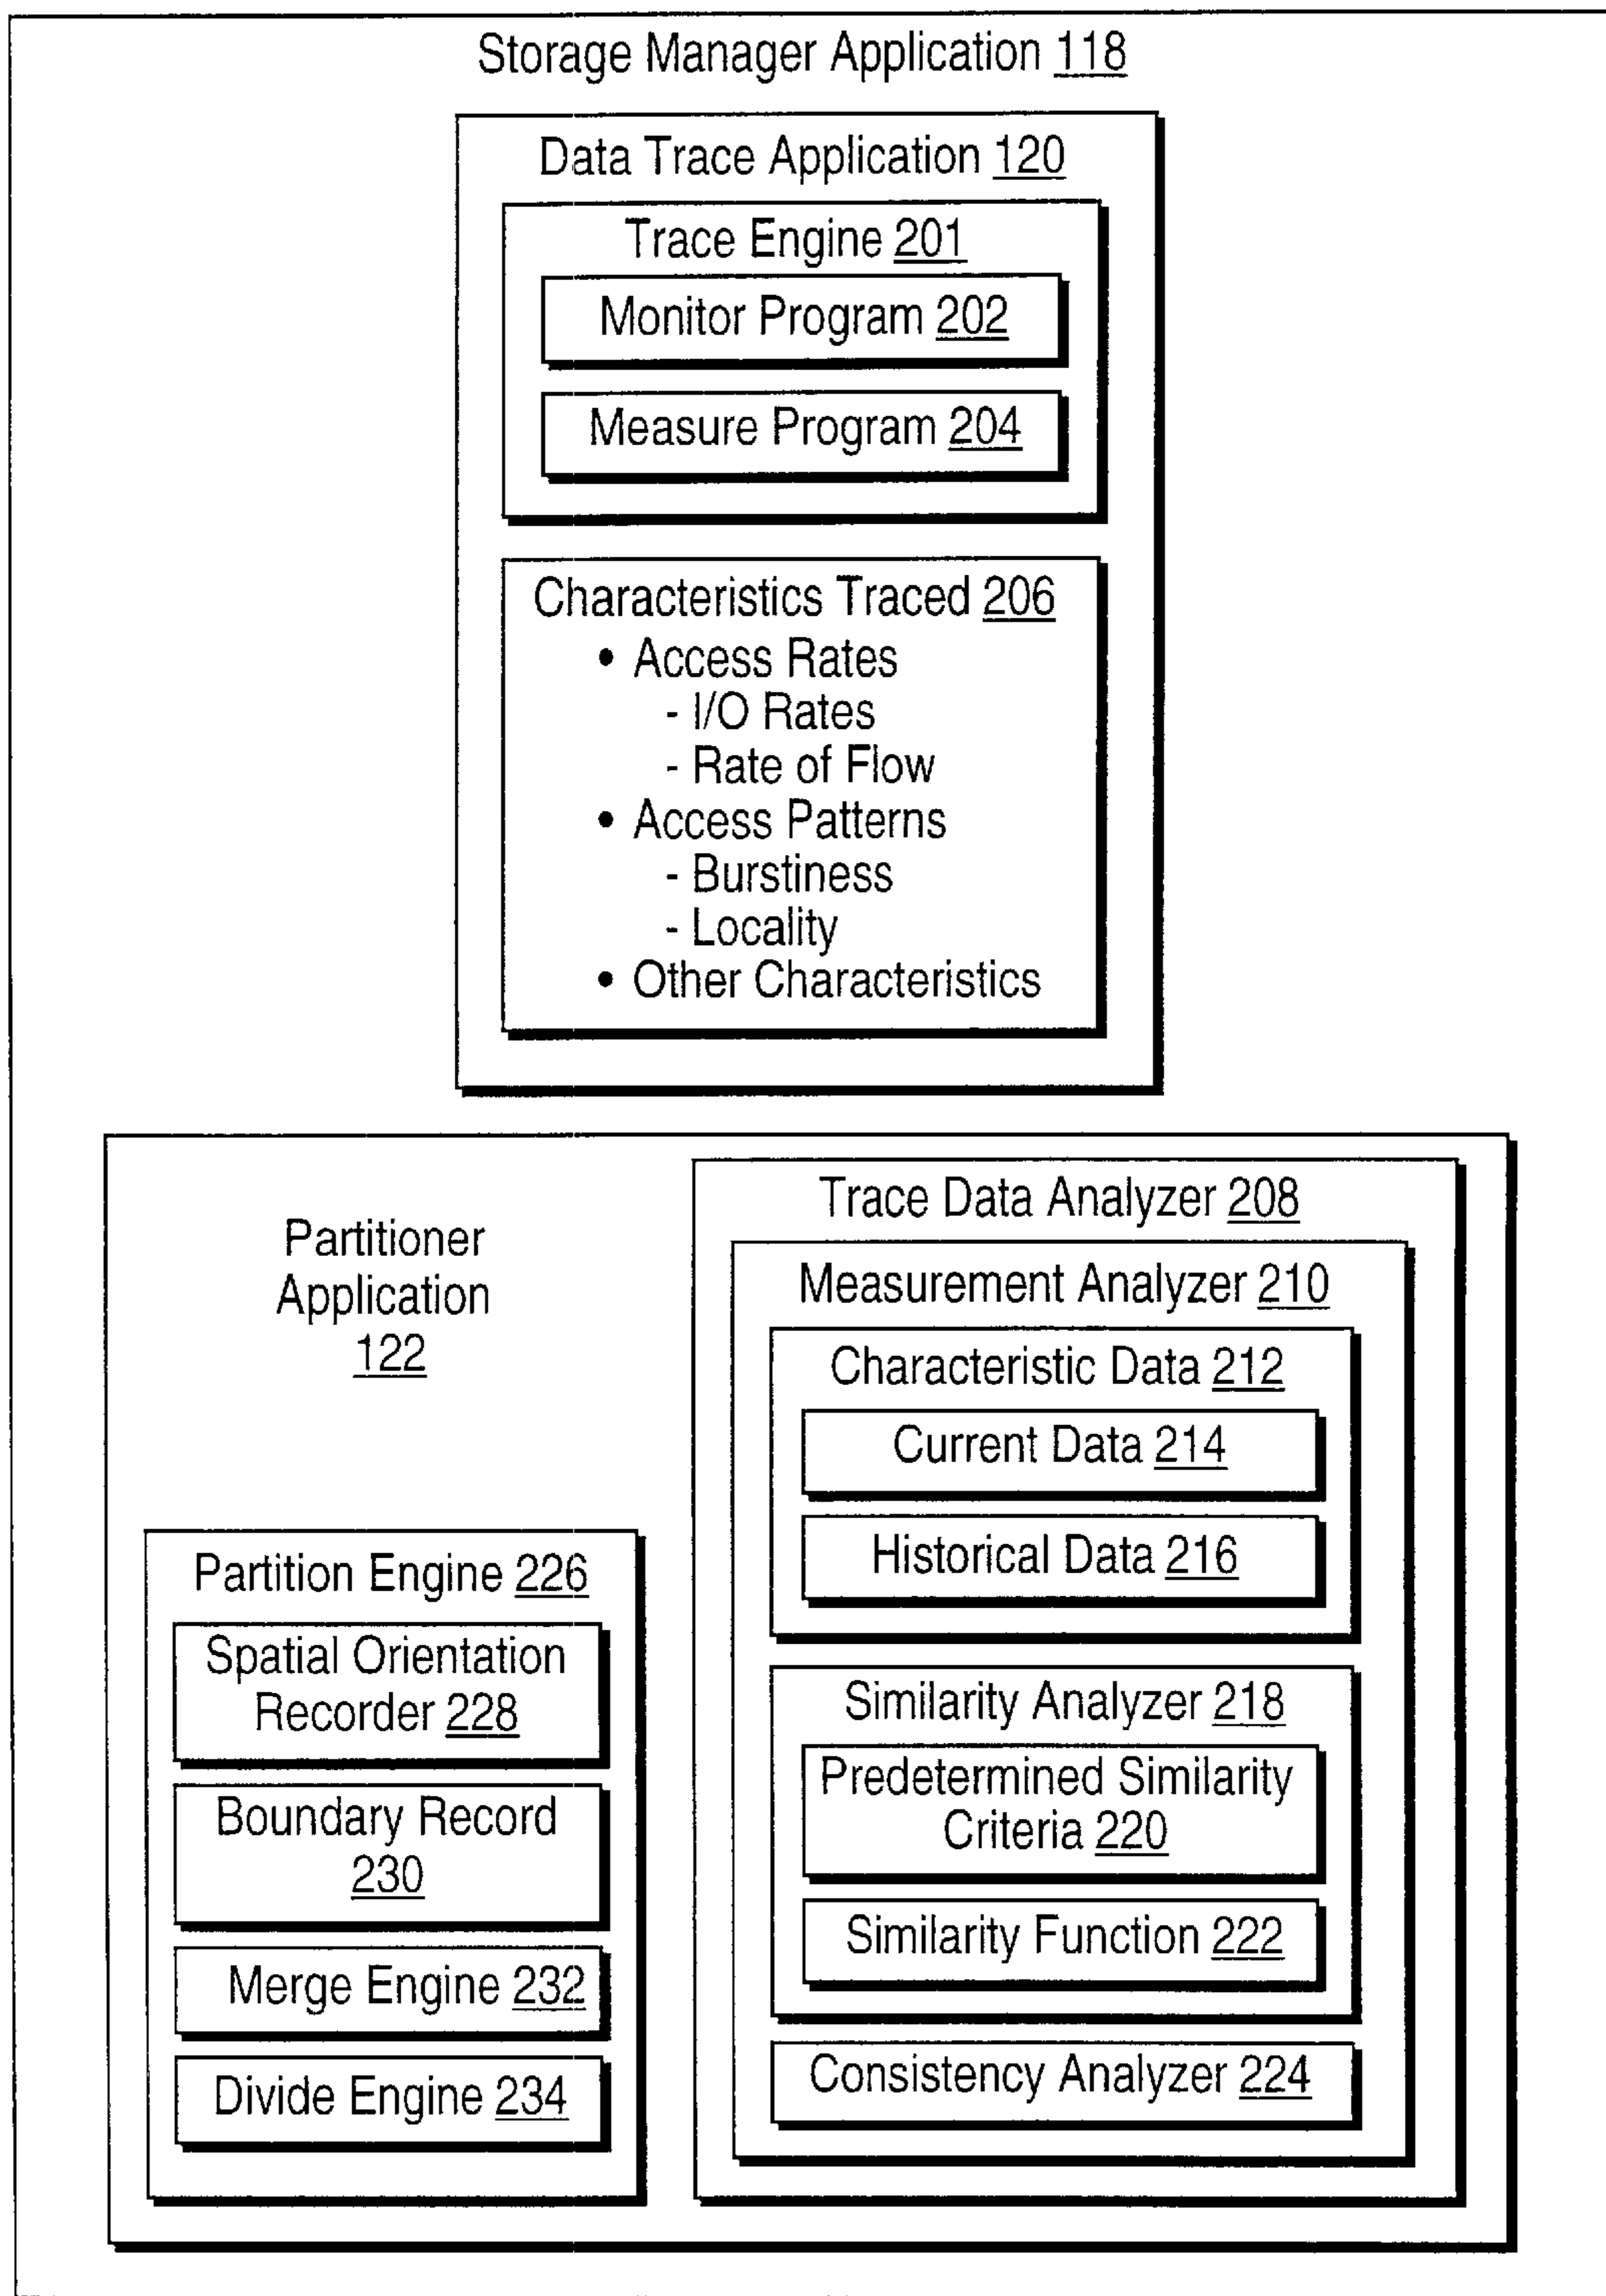 Storage Manager Application 118
Data Trace Application 120
Trace Engine 201
Monitor Program 202
Measure Program 204
Characteristics Traced 206
• Access Rates
- I/O Rates
- Rate of Flow
• Access Patterns
- Burstiness
- Locality
• Other Characteristics
Partitioner
Application
122
Partition Engine 226
Spatial Orientation
Recorder 228
Boundary Record
230
Merge Engine 232
Divide Engine 234
Trace Data Analyzer 208
Measurement Analyzer 210
Characteristic Data 212
Current Data 214
Historical Data 216
Similarity Analyzer 218
Predetermined Similarity
Criteria 220
Similarity Function 222
Consistency Analyzer 224